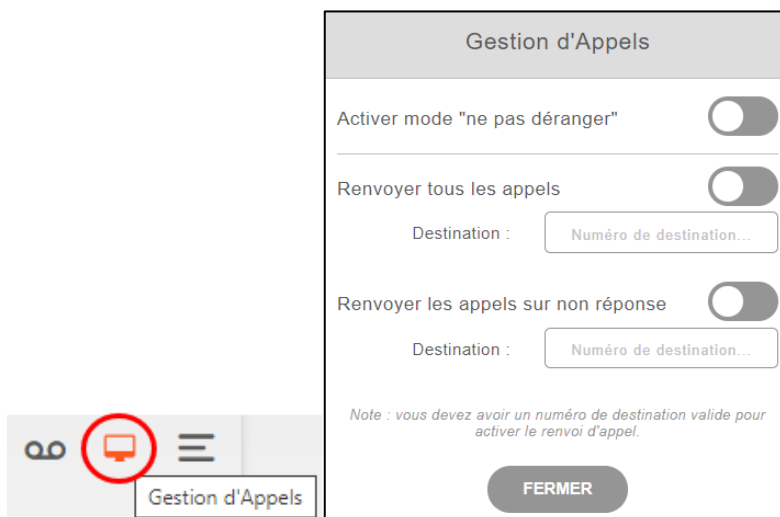 Gestion d'Appels
Activer mode "ne pas déranger"
Renvoyer tous les appels
Destination :
Numéro de destination...
Renvoyer les appels sur non réponse
Destination :
Numéro de destination...
Note : vous devez avoir un numéro de destination valide pour
activer le renvoi d'appel.
FERMER
Gestion d'Appels